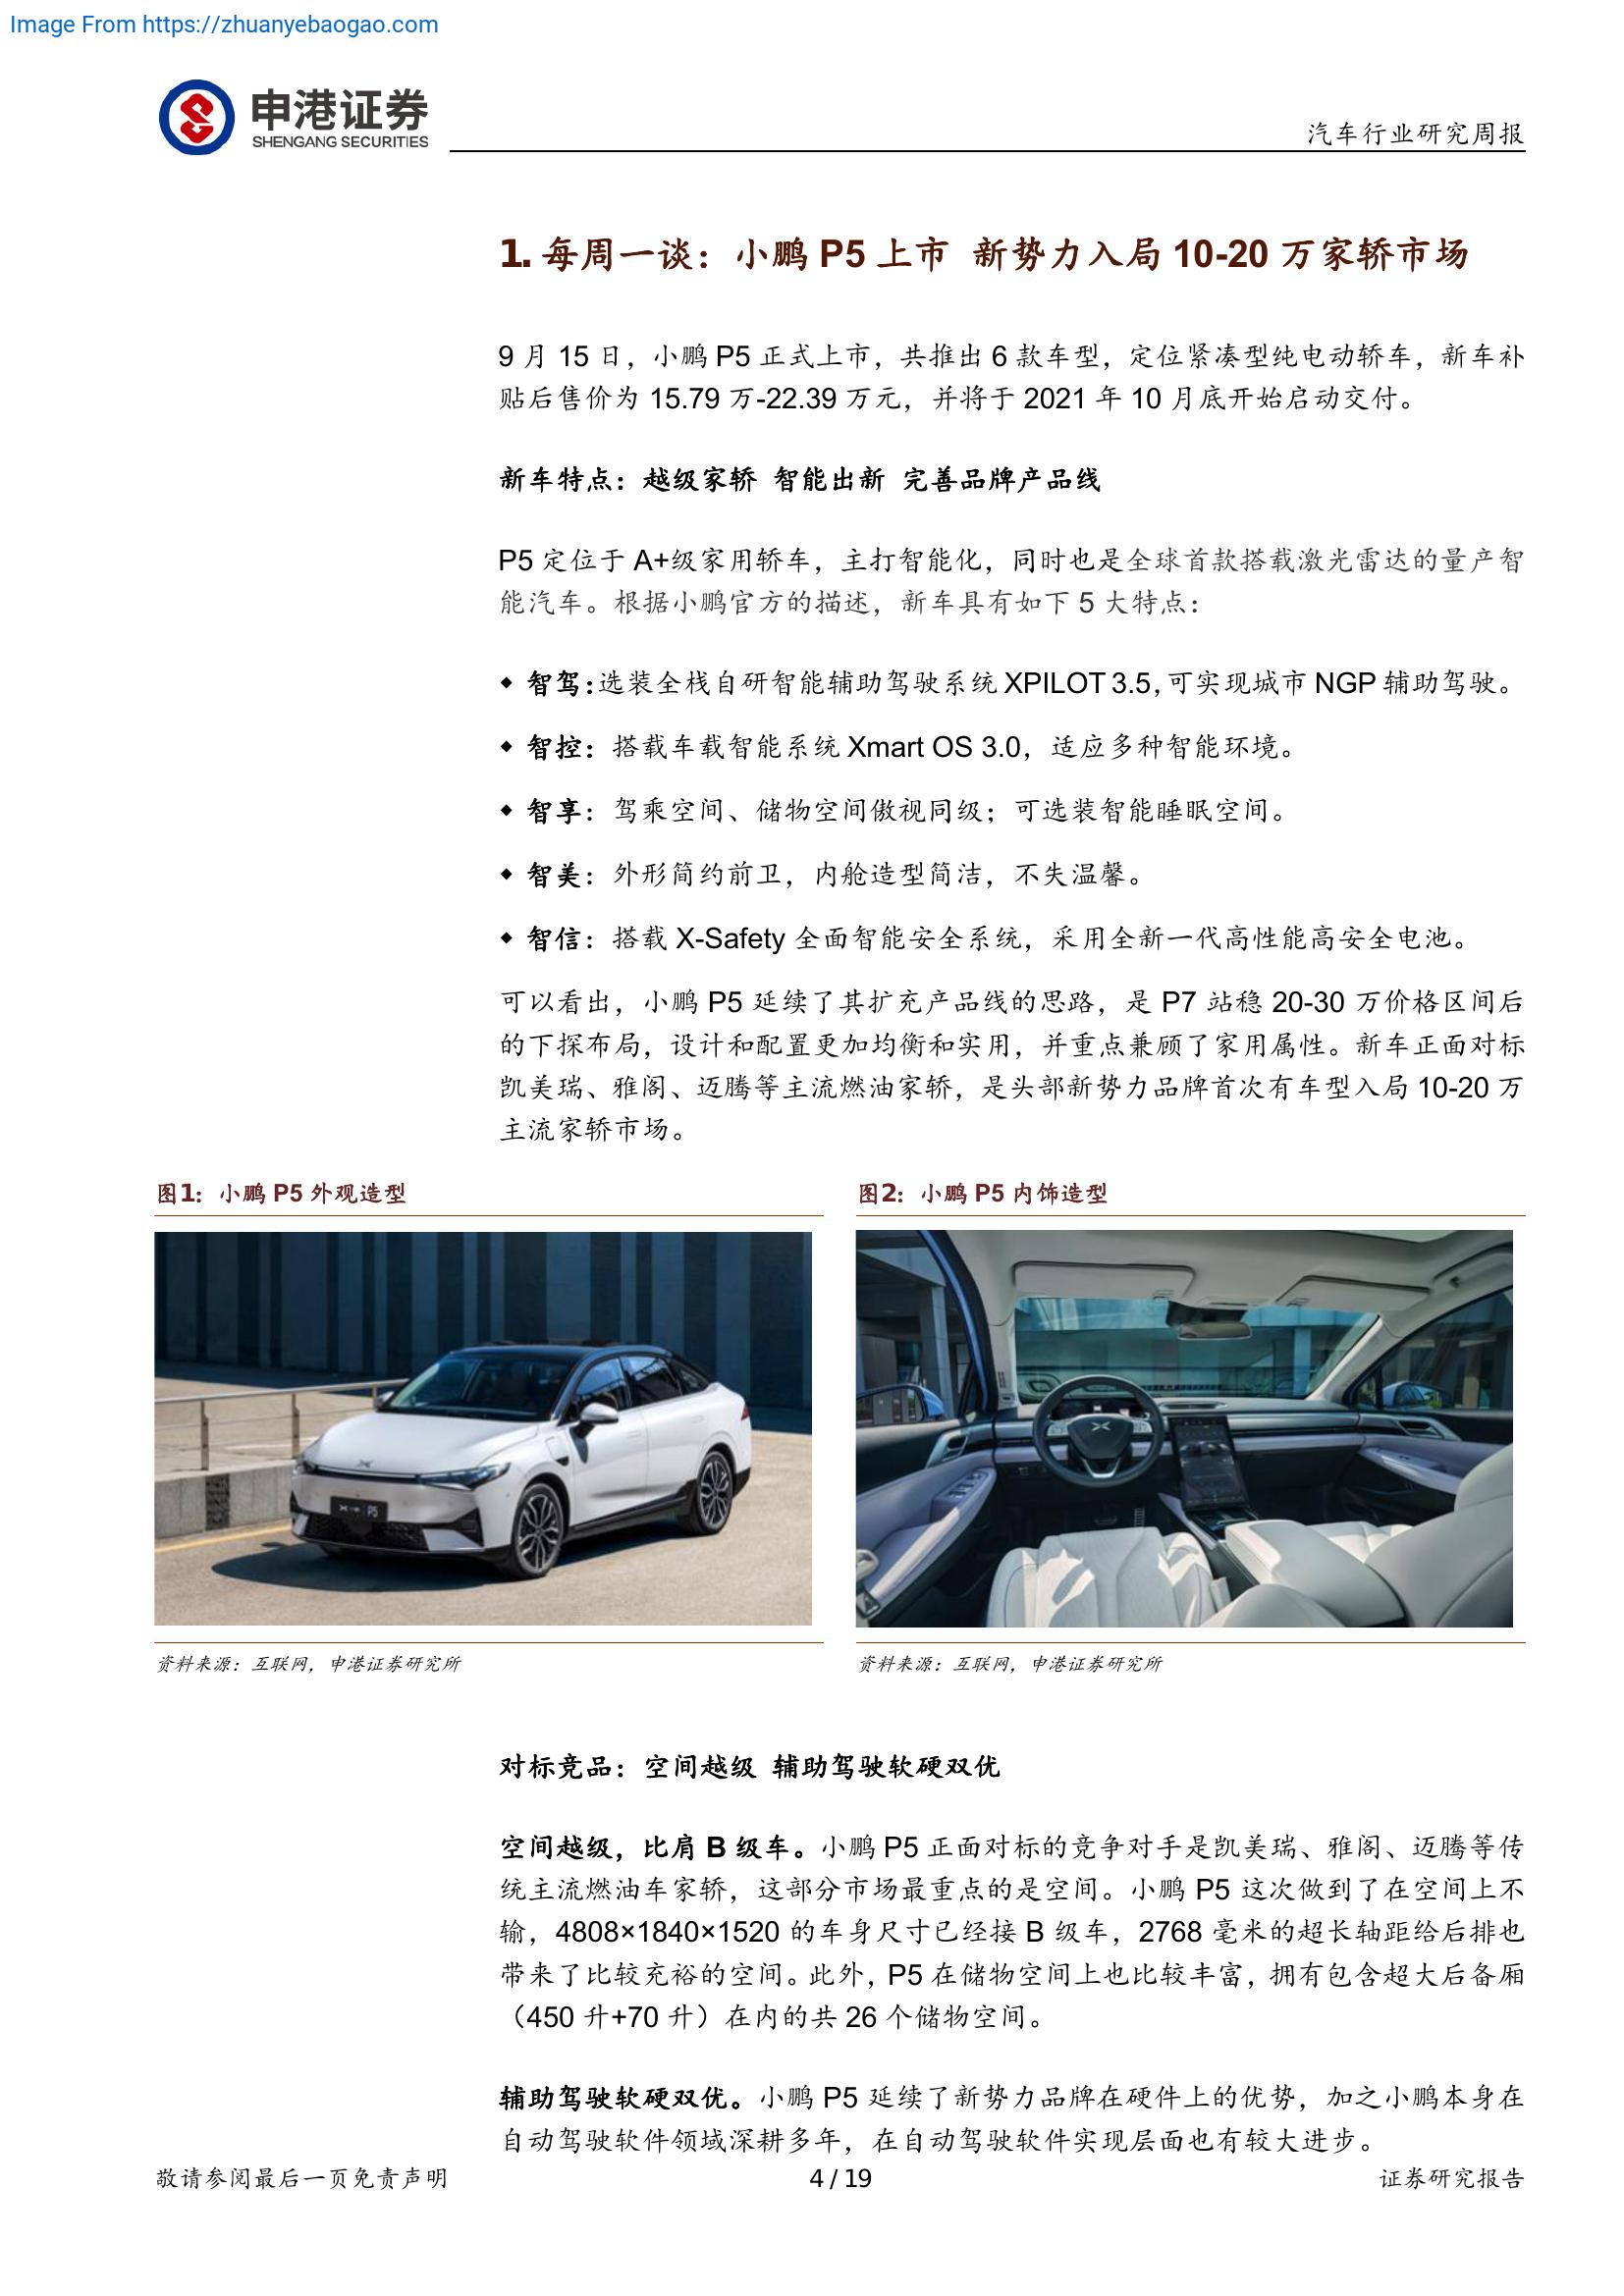 Image From https://zhuanyebaogao.com
申港证券
SHENGANG SECURITIES
汽车行业研究周报
1. 每周一谈：小鹏 P5 上市 新势力入局 10-20 万家轿市场
9 月 15 日，小鹏 P5 正式上市，共推出 6 款车型，定位紧凑型纯电动轿车，新车补
贴后售价为 15.79 万-22.39 万元，并将于 2021 年 10 月底开始启动交付。
新车特点：越级家轿 智能出新 完善品牌产品线
P5 定位于 A+级家用轿车，主打智能化，同时也是全球首款搭载激光雷达的量产智
能汽车。根据小鹏官方的描述，新车具有如下 5 大特点：
◆ 智驾：选装全栈自研智能辅助驾驶系统 XPILOT 3.5，可实现城市 NGP 辅助驾驶。
◆ 智控：搭载车载智能系统 Xmart OS 3.0，适应多种智能环境。
◆ 智享：驾乘空间、储物空间傲视同级；可选装智能睡眠空间。
◆ 智美：外形简约前卫，内舱造型简洁，不失温馨。
◆ 智信：搭载 X-Safety 全面智能安全系统，采用全新一代高性能高安全电池。
可以看出，小鹏 P5 延续了其扩充产品线的思路，是 P7 站稳 20-30 万价格区间后
的下探布局，设计和配置更加均衡和实用，并重点兼顾了家用属性。新车正面对标
凯美瑞、雅阁、迈腾等主流燃油家轿，是头部新势力品牌首次有车型入局 10-20 万
主流家轿市场。
图1：小鹏 P5 外观造型
图2：小鹏 P5 内饰造型
P5
资料来源：互联网，申港证券研究所
资料来源：互联网，申港证券研究所
对标竞品：空间越级 辅助驾驶软硬双优
空间越级，比肩 B 级车。小鹏 P5 正面对标的竞争对手是凯美瑞、雅阁、迈腾等传
统主流燃油车家轿，这部分市场最重点的是空间。小鹏 P5 这次做到了在空间上不
输，4808×1840×1520 的车身尺寸已经接 B 级车，2768 毫米的超长轴距给后排也
带来了比较充裕的空间。此外，P5 在储物空间上也比较丰富，拥有包含超大后备厢
（450 升+70 升）在内的共 26 个储物空间。
辅助驾驶软硬双优。小鹏 P5 延续了新势力品牌在硬件上的优势，加之小鹏本身在
自动驾驶软件领域深耕多年，在自动驾驶软件实现层面也有较大进步。
敬请参阅最后一页免责声明
4 / 19
证券研究报告